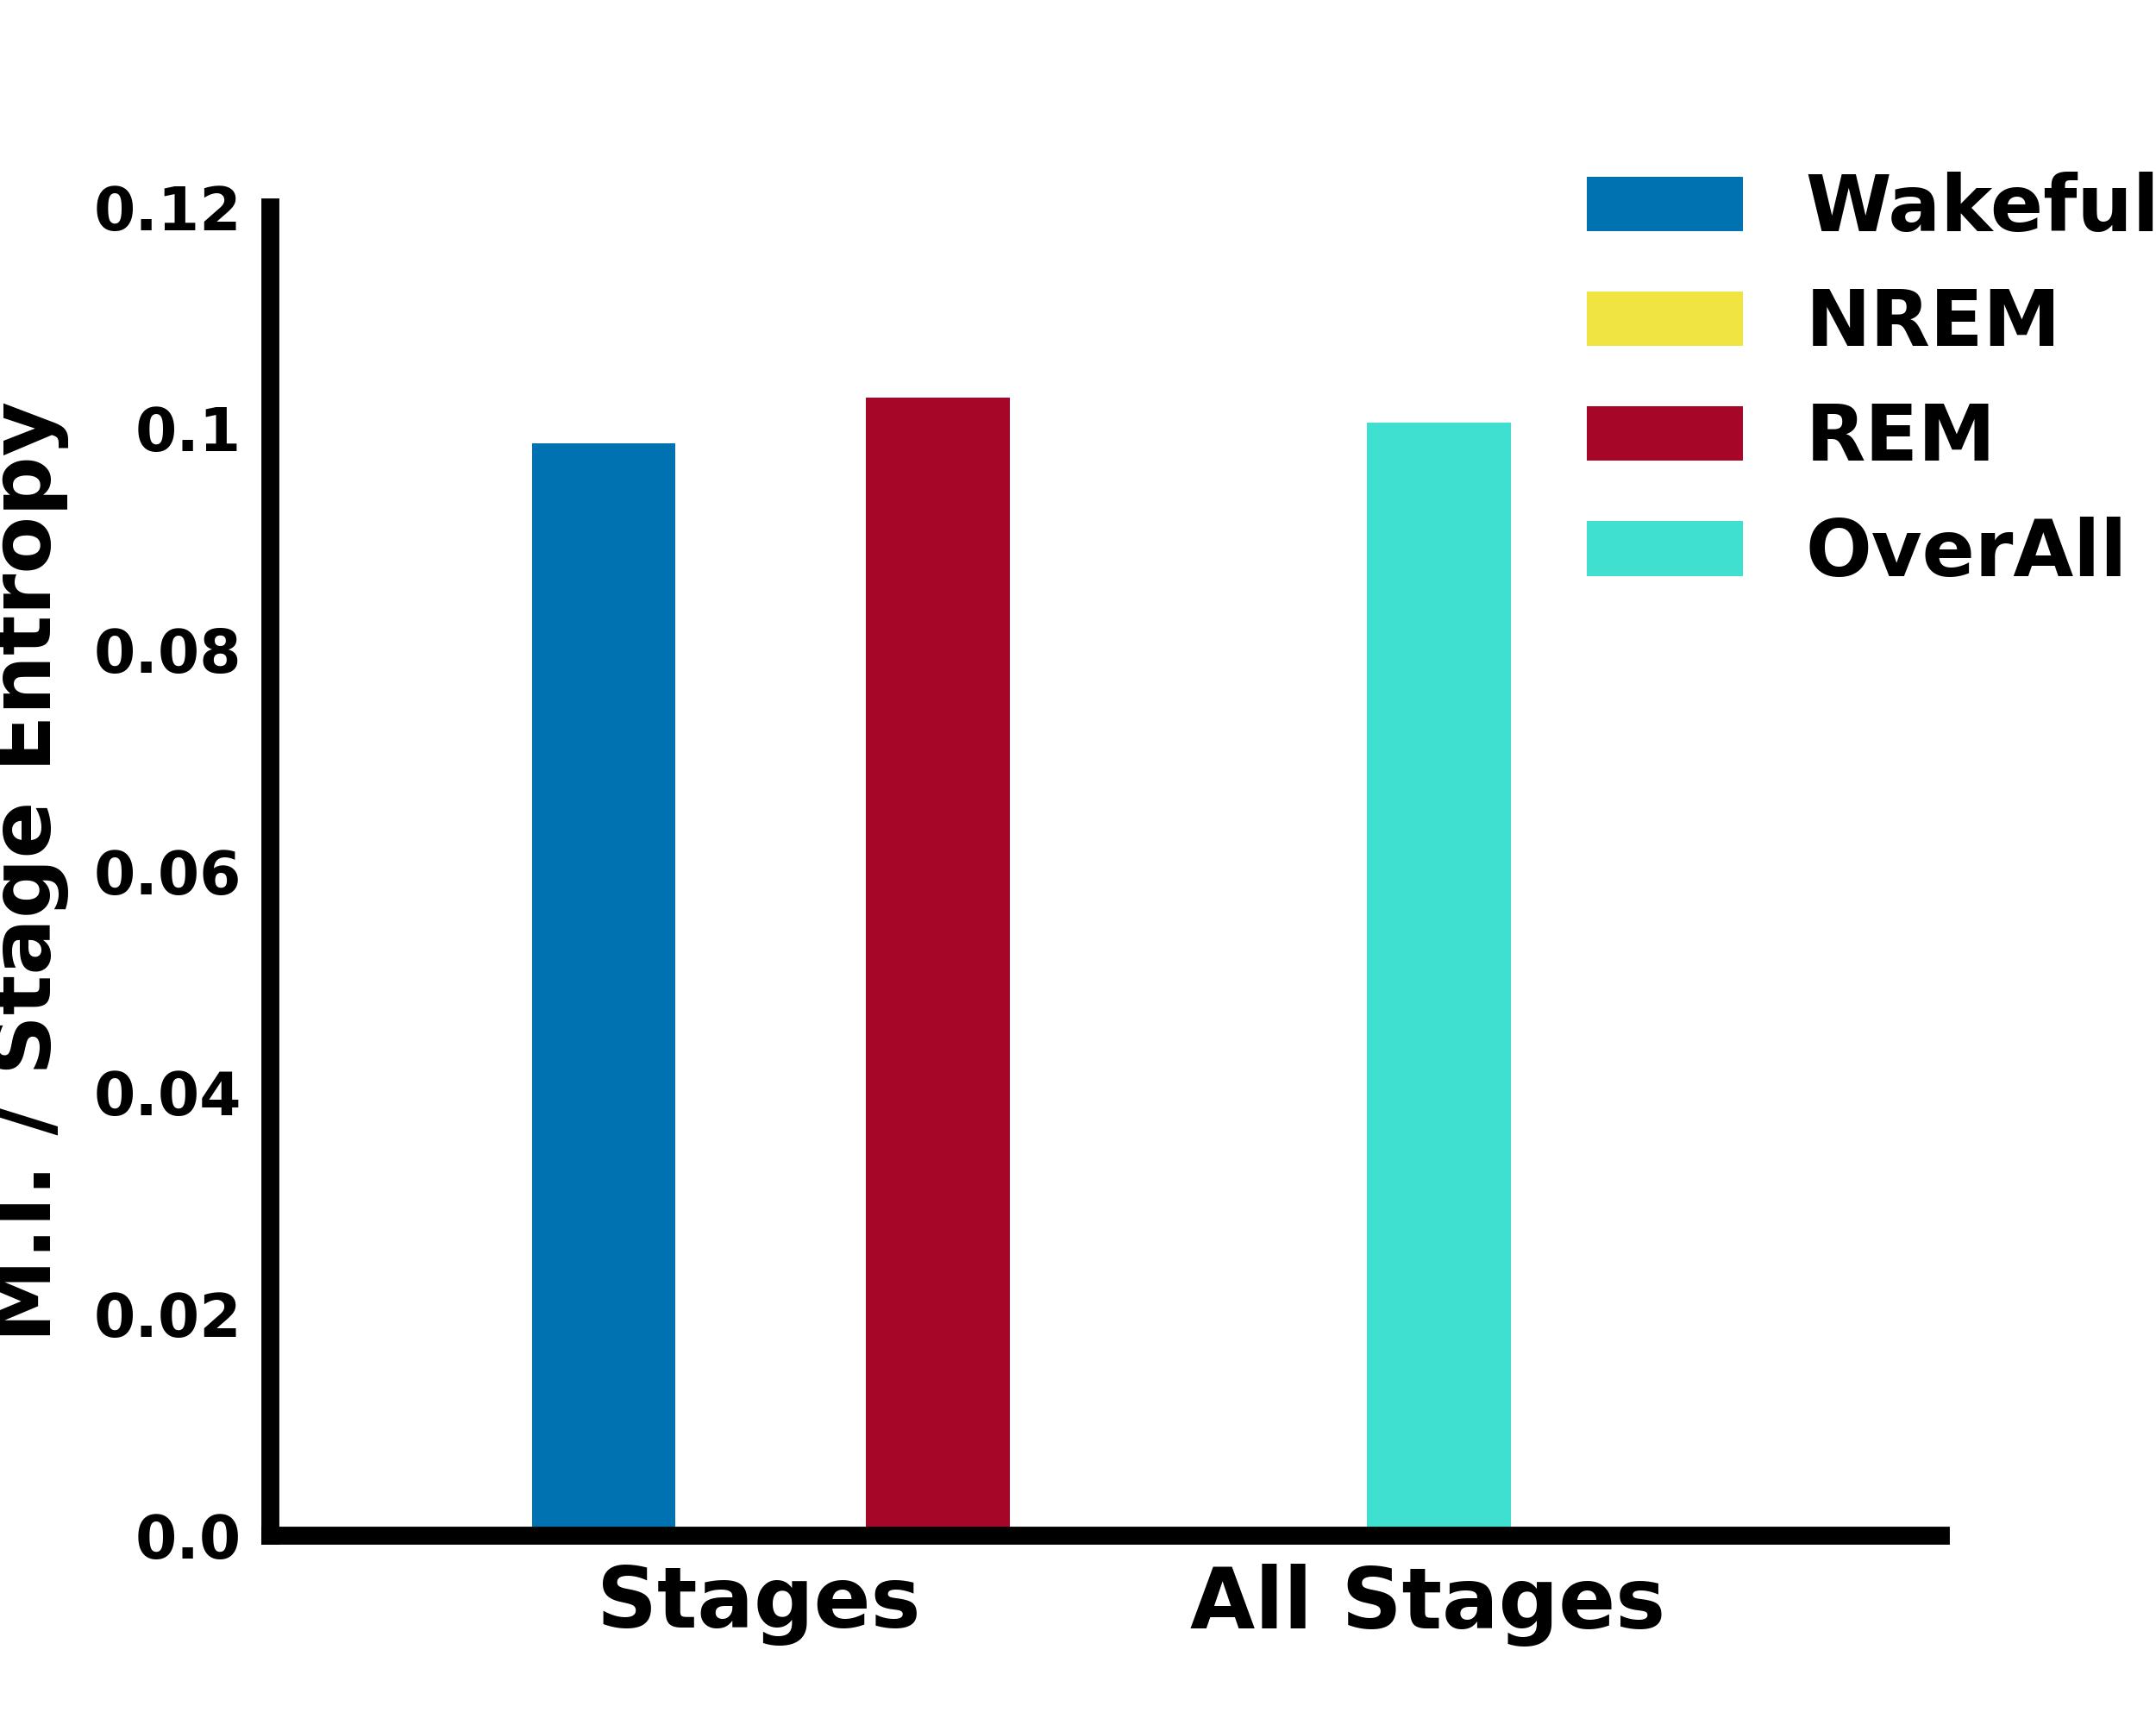 M.I. / Stage Entropy
0.12
0.1
0.08
0.06
0.04
0.02
0.0
Stages
All Stages
Wakeful
NREM
REM
OverAll